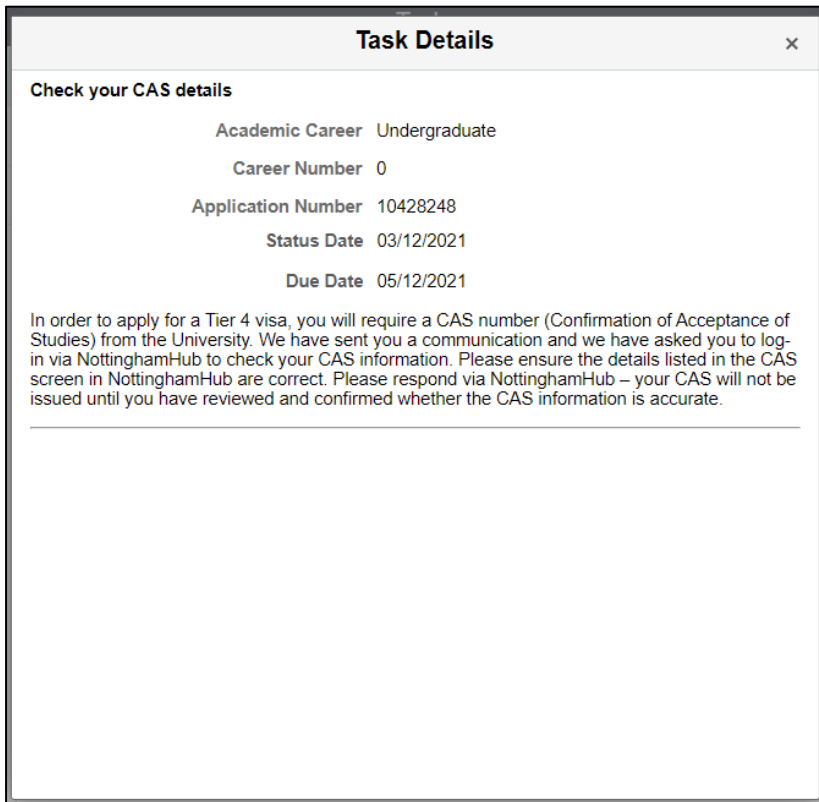 Task Details
×
Check your CAS details
Academic Career Undergraduate
Career Number 0
Application Number 10428248
Status Date 03/12/2021
Due Date 05/12/2021
In order to apply for a Tier 4 visa, you will require a CAS number (Confirmation of Acceptance of
Studies) from the University. We have sent you a communication and we have asked you to log-
in via NottinghamHub to check your CAS information. Please ensure the details listed in the CAS
screen in NottinghamHub are correct. Please respond via NottinghamHub – your CAS will not be
issued until you have reviewed and confirmed whether the CAS information is accurate.